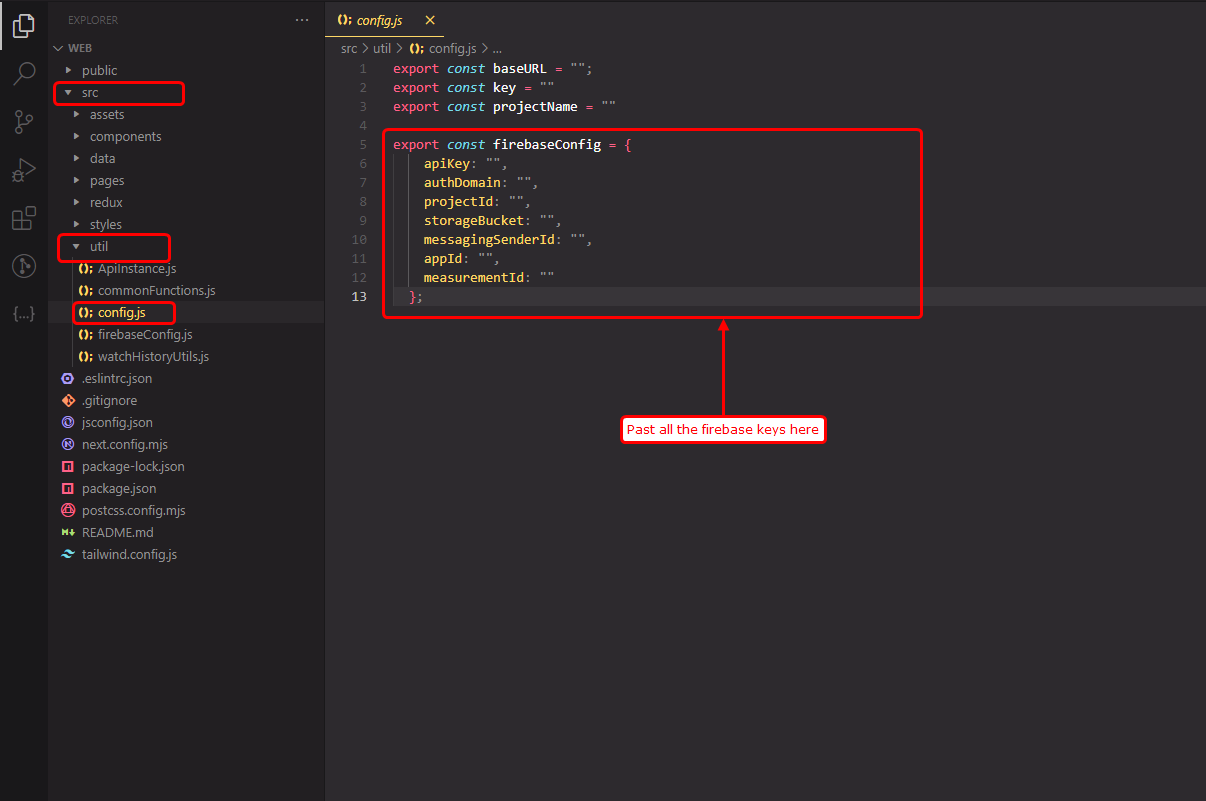 EXPLORER
WEB
public
src
assets
components
data
pages
redux
styles
util
ApiInstance.js
commonFunctions.js
config.js
firebaseConfig.js
watchHistoryUtils.js
.eslintrc.json
.gitignore
jsconfig.json
next.config.mjs
package-lock.json
package.json
postcss.config.mjs
README.md
tailwind.config.js
config.js
src > util > config.js > ...
1 export const baseURL = "";
2 export const key = ""
3 export const projectName = ""
4
5 export const firebaseConfig = {
6 apiKey: "",
7 authDomain: "",
8 projectId: "",
9 storageBucket: "",
10 messagingSenderId: "",
11 appId: "",
12 measurementId: ""
13 };
Past all the firebase keys here